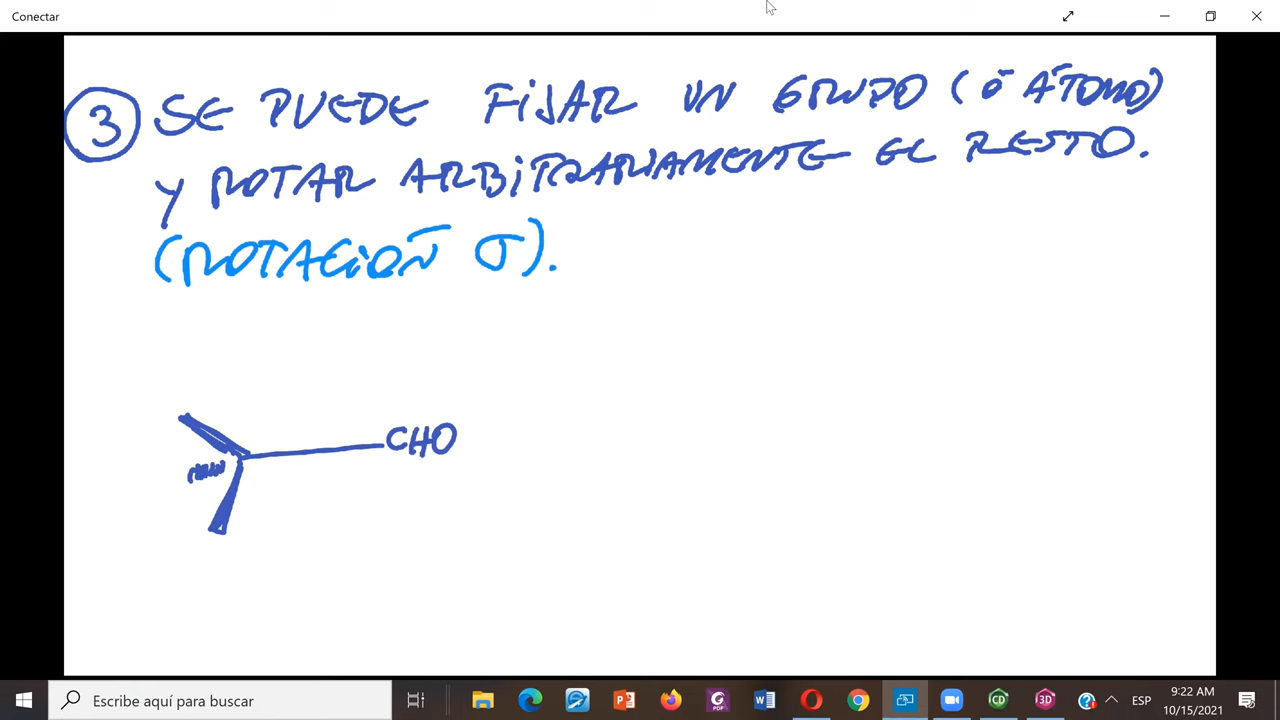 Conectar
3 SE PUEDE FIJAR UN GRUPO (Ó ÁTOMO)
Y ROTAR ARBITRARIAMENTE EL RESTO.
(ROTACIÓN σ).
CHO
Escribe aquí para buscar
ESP
9:22 AM
10/15/2021